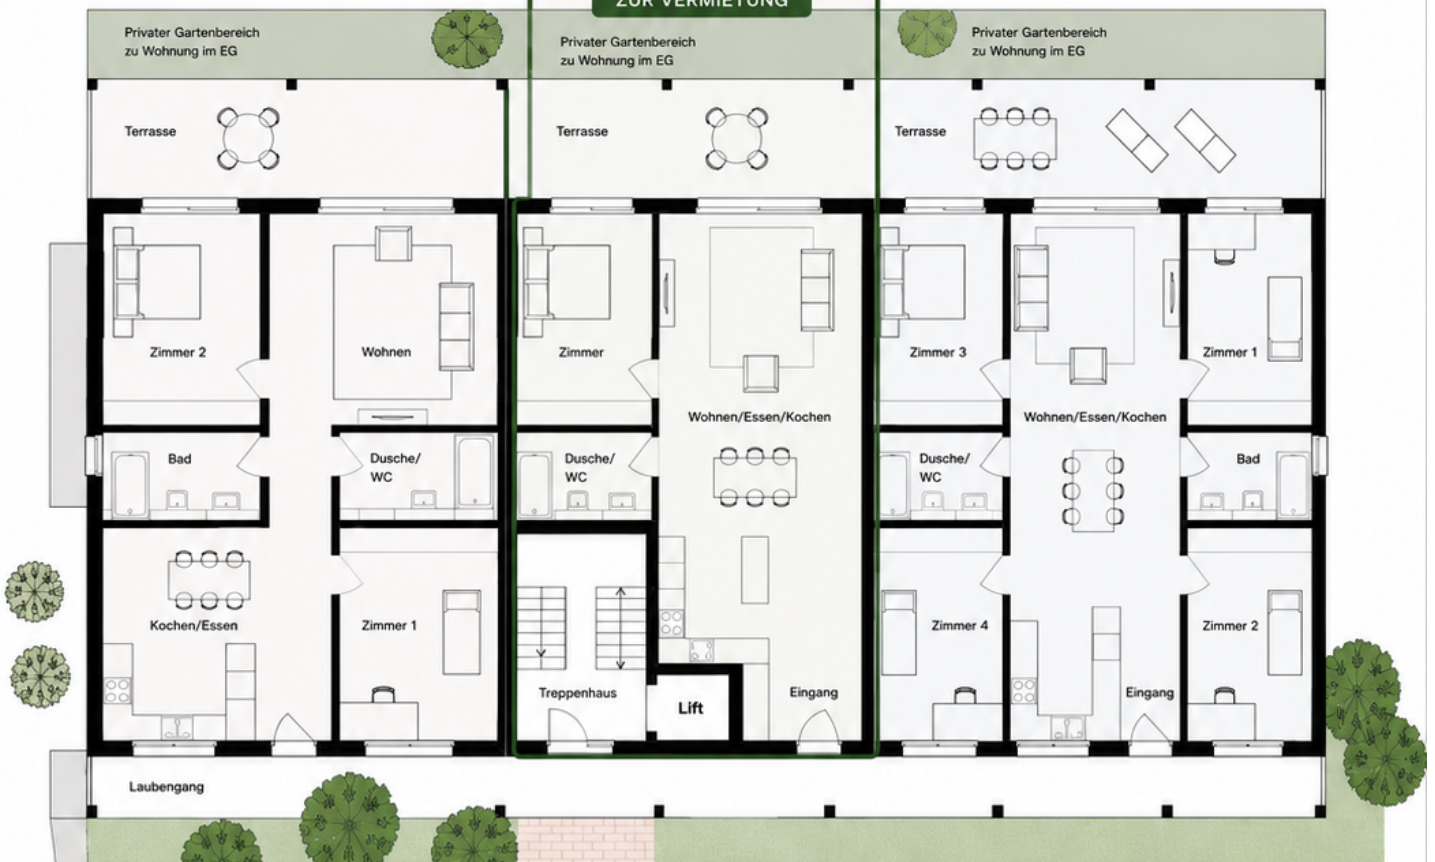 ZUR VERMIETUNG
Privater Gartenbereich
zu Wohnung im EG
Privater Gartenbereich
zu Wohnung im EG
Privater Gartenbereich
zu Wohnung im EG
Terrasse
Terrasse
Terrasse
Zimmer 2
Wohnen
Zimmer
Zimmer 3
Zimmer 1
Wohnen/Essen/Kochen
Wohnen/Essen/Kochen
Bad
Dusche/
WC
Dusche/
WC
Dusche/
WC
Bad
Kochen/Essen
Zimmer 1
Zimmer 4
Zimmer 2
Treppenhaus
Lift
Eingang
Eingang
Laubengang